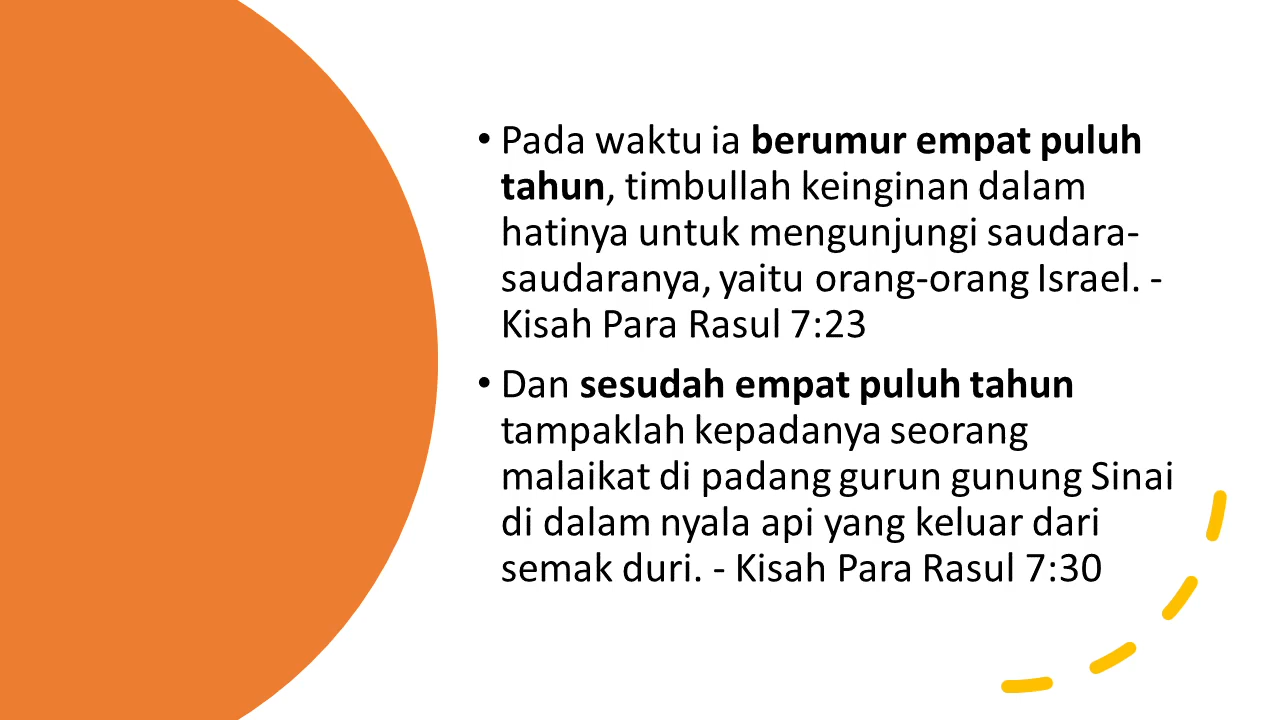 • Pada waktu ia berumur empat puluh
tahun, timbullah keinginan dalam
hatinya untuk mengunjungi saudara-
saudaranya, yaitu orang-orang Israel. -
Kisah Para Rasul 7:23
• Dan sesudah empat puluh tahun
tampaklah kepadanya seorang
malaikat di padang gurun gunung Sinai
di dalam nyala api yang keluar dari
semak duri. - Kisah Para Rasul 7:30